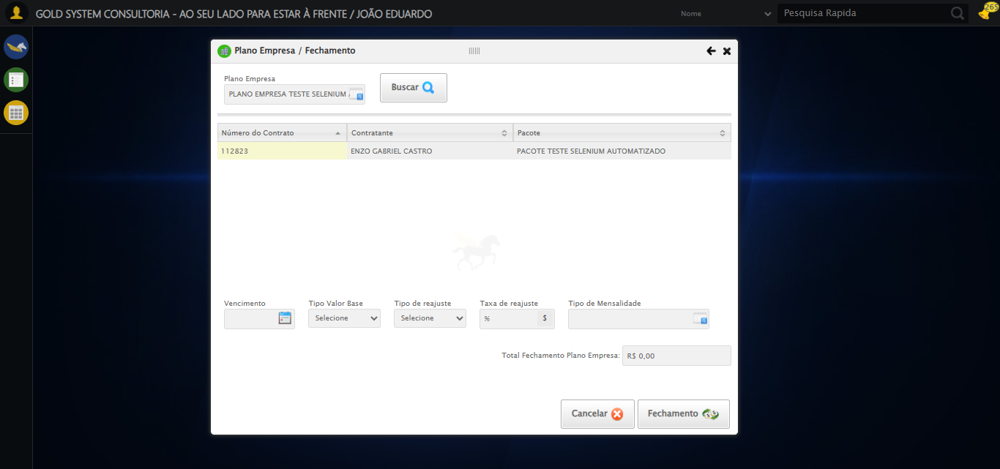 GOLD SYSTEM CONSULTORIA - AO SEU LADO PARA ESTAR À FRENTE / JOÃO EDUARDO
Nome
Pesquisa Rapida
265
Plano Empresa / Fechamento
Plano Empresa
PLANO EMPRESA TESTE SELENIUM
Buscar
Número do Contrato Contratante Pacote
112823 ENZO GABRIEL CASTRO PACOTE TESTE SELENIUM AUTOMATIZADO
Vencimento Tipo Valor Base Tipo de reajuste Taxa de reajuste Tipo de Mensalidade
Selecione Selecione % $
Total Fechamento Plano Empresa: R$ 0,00
Cancelar Fechamento